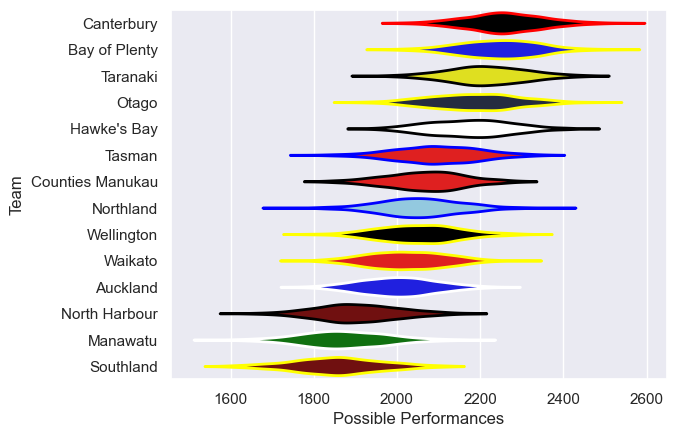 Canterbury
Bay of Plenty
Taranaki
Otago
Hawke's Bay
Tasman
Counties Manukau
Northland
Wellington
Waikato
Auckland
North Harbour
Manawatu
Southland
Team
1600 1800 2000 2200 2400 2600
Possible Performances